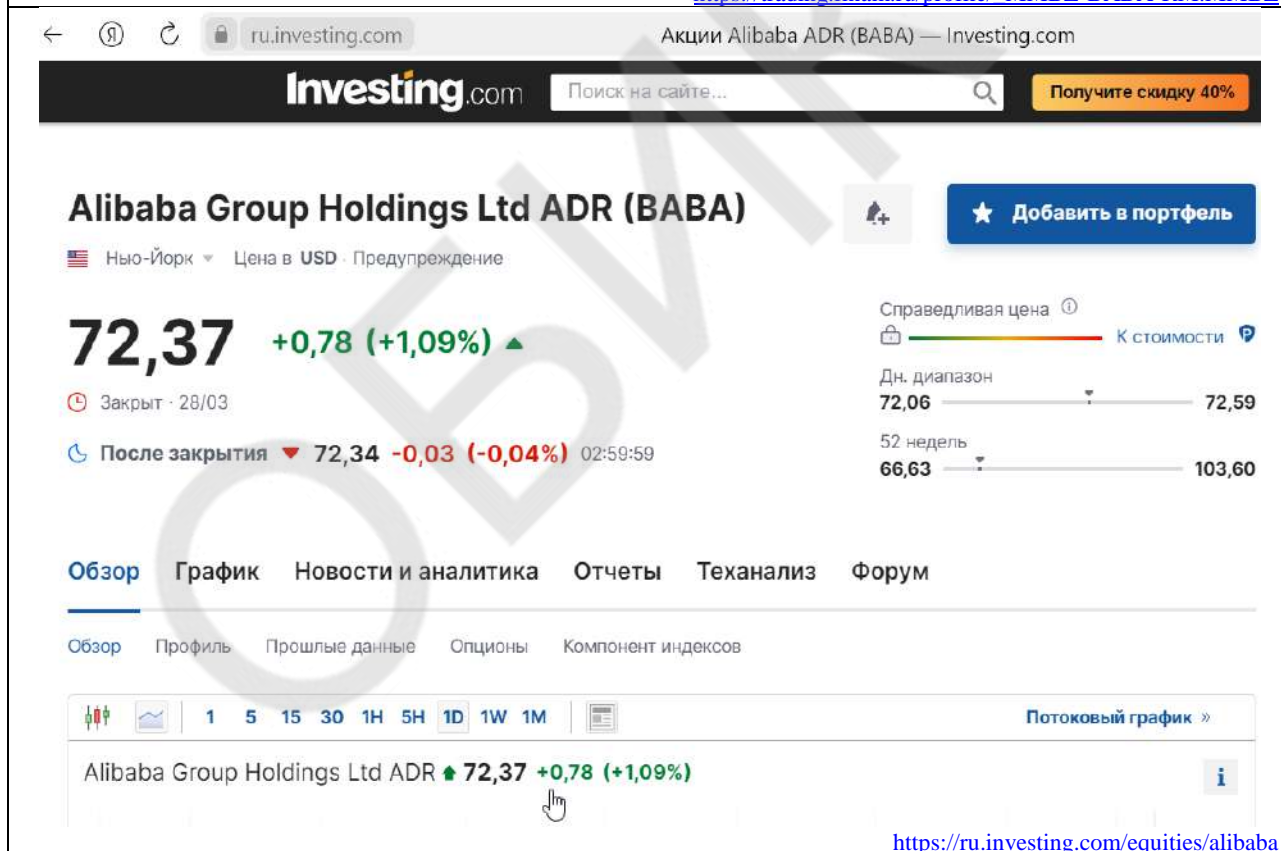 ru.investing.com Акции Alibaba ADR (BABA) — Investing.com
Investing.com Поиск на сайте... Получите скидку 40%
Alibaba Group Holdings Ltd ADR (BABA) Добавить в портфель
Нью-Йорк Цена в USD · Предупреждение
72,37 +0,78 (+1,09%)
Справедливая цена
К стоимости
Закрыт · 28/03
Дн. диапазон
72,06 72,59
После закрытия 72,34 -0,03 (-0,04%) 02:59:59
52 недель
66,63 103,60
Обзор График Новости и аналитика Отчеты Теханализ Форум
Обзор Профиль Прошлые данные Опционы Компонент индексов
1 5 15 30 1H 5H 1D 1W 1M Потоковый график »
Alibaba Group Holdings Ltd ADR 72,37 +0,78 (+1,09%)
https://ru.investing.com/equities/alibaba
ОБИК